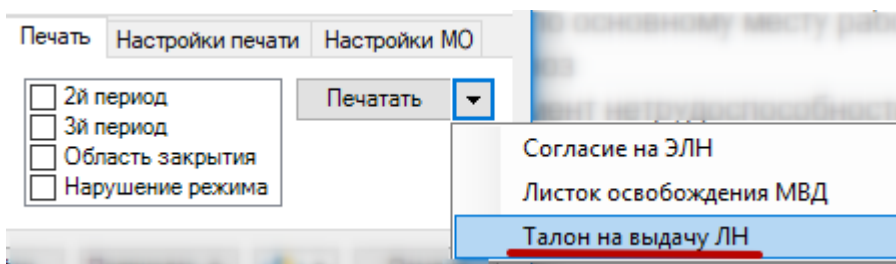 Печать Настройки печати Настройки МО
2й период
3й период
Область закрытия
Нарушение режима
Печатать
Согласие на ЭЛН
Листок освобождения МВД
Талон на выдачу ЛН